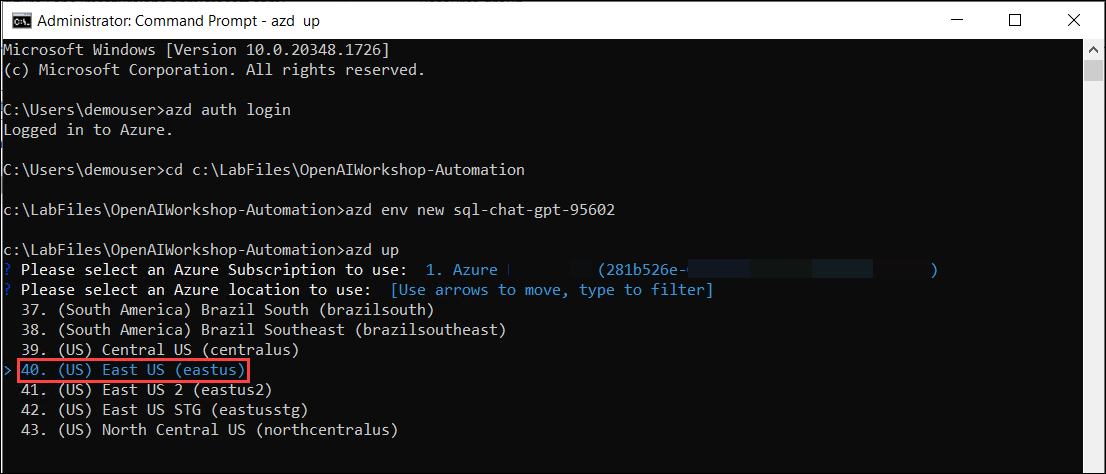 Administrator: Command Prompt - azd up
Microsoft Windows [Version 10.0.20348.1726]
(c) Microsoft Corporation. All rights reserved.
C:\Users\demouser>azd auth login
Logged in to Azure.
C:\Users\demouser>cd c:\LabFiles\OpenAIWorkshop-Automation
c:\LabFiles\OpenAIWorkshop-Automation>azd env new sql-chat-gpt-95602
c:\LabFiles\OpenAIWorkshop-Automation>azd up
? Please select an Azure Subscription to use: 1. Azure (281b526e- )
? Please select an Azure location to use: [Use arrows to move, type to filter]
37. (South America) Brazil South (brazilsouth)
38. (South America) Brazil Southeast (brazilsoutheast)
39. (US) Central US (centralus)
> 40. (US) East US (eastus)
41. (US) East US 2 (eastus2)
42. (US) East US STG (eastusstg)
43. (US) North Central US (northcentralus)